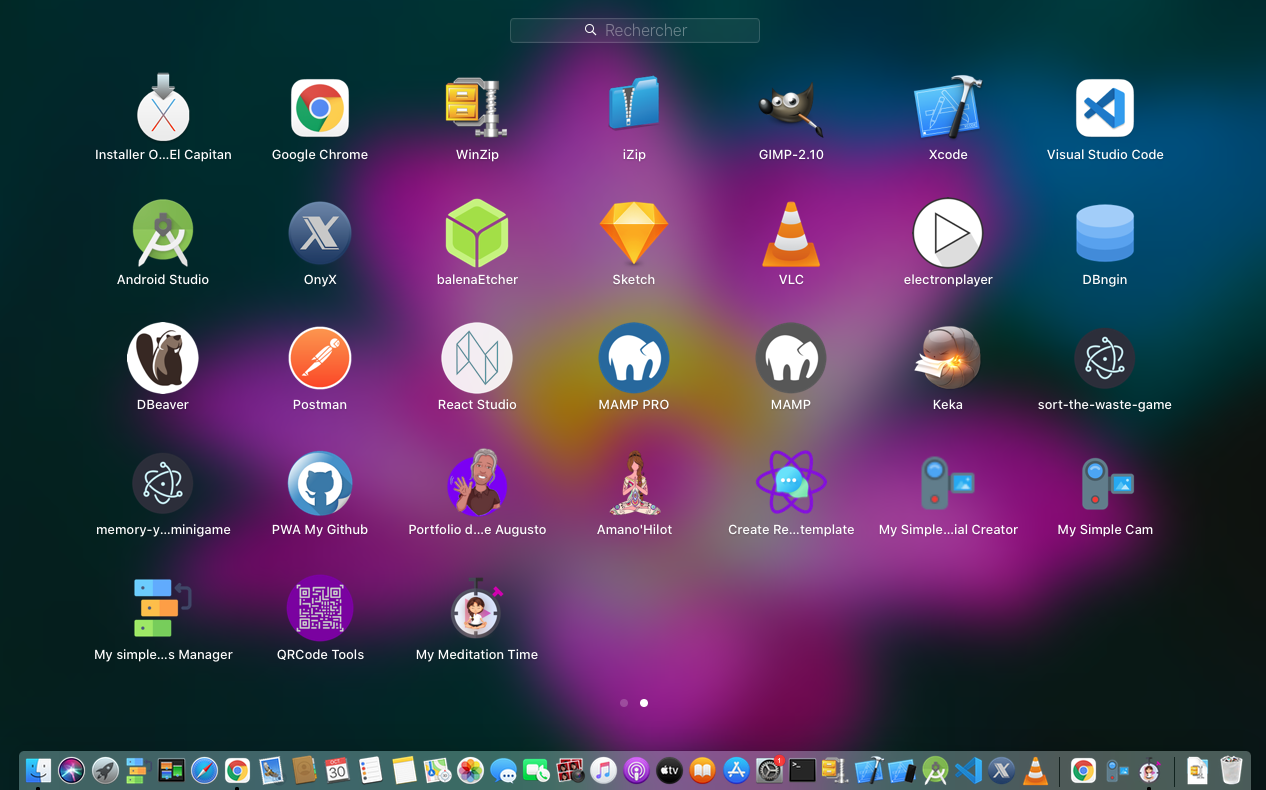 Rechercher
Installer O...El Capitan
Google Chrome
WinZip
iZip
GIMP-2.10
Xcode
Visual Studio Code
Android Studio
OnyX
balenaEtcher
Sketch
VLC
electronplayer
DBngin
DBeaver
Postman
React Studio
MAMP PRO
MAMP
Keka
sort-the-waste-game
memory-y...minigame
PWA My Github
Portfolio d...e Augusto
Amano'Hilot
Create Re...template
My Simple...ial Creator
My Simple Cam
My simple...s Manager
QRCode Tools
My Meditation Time
OCT
30
tv
1